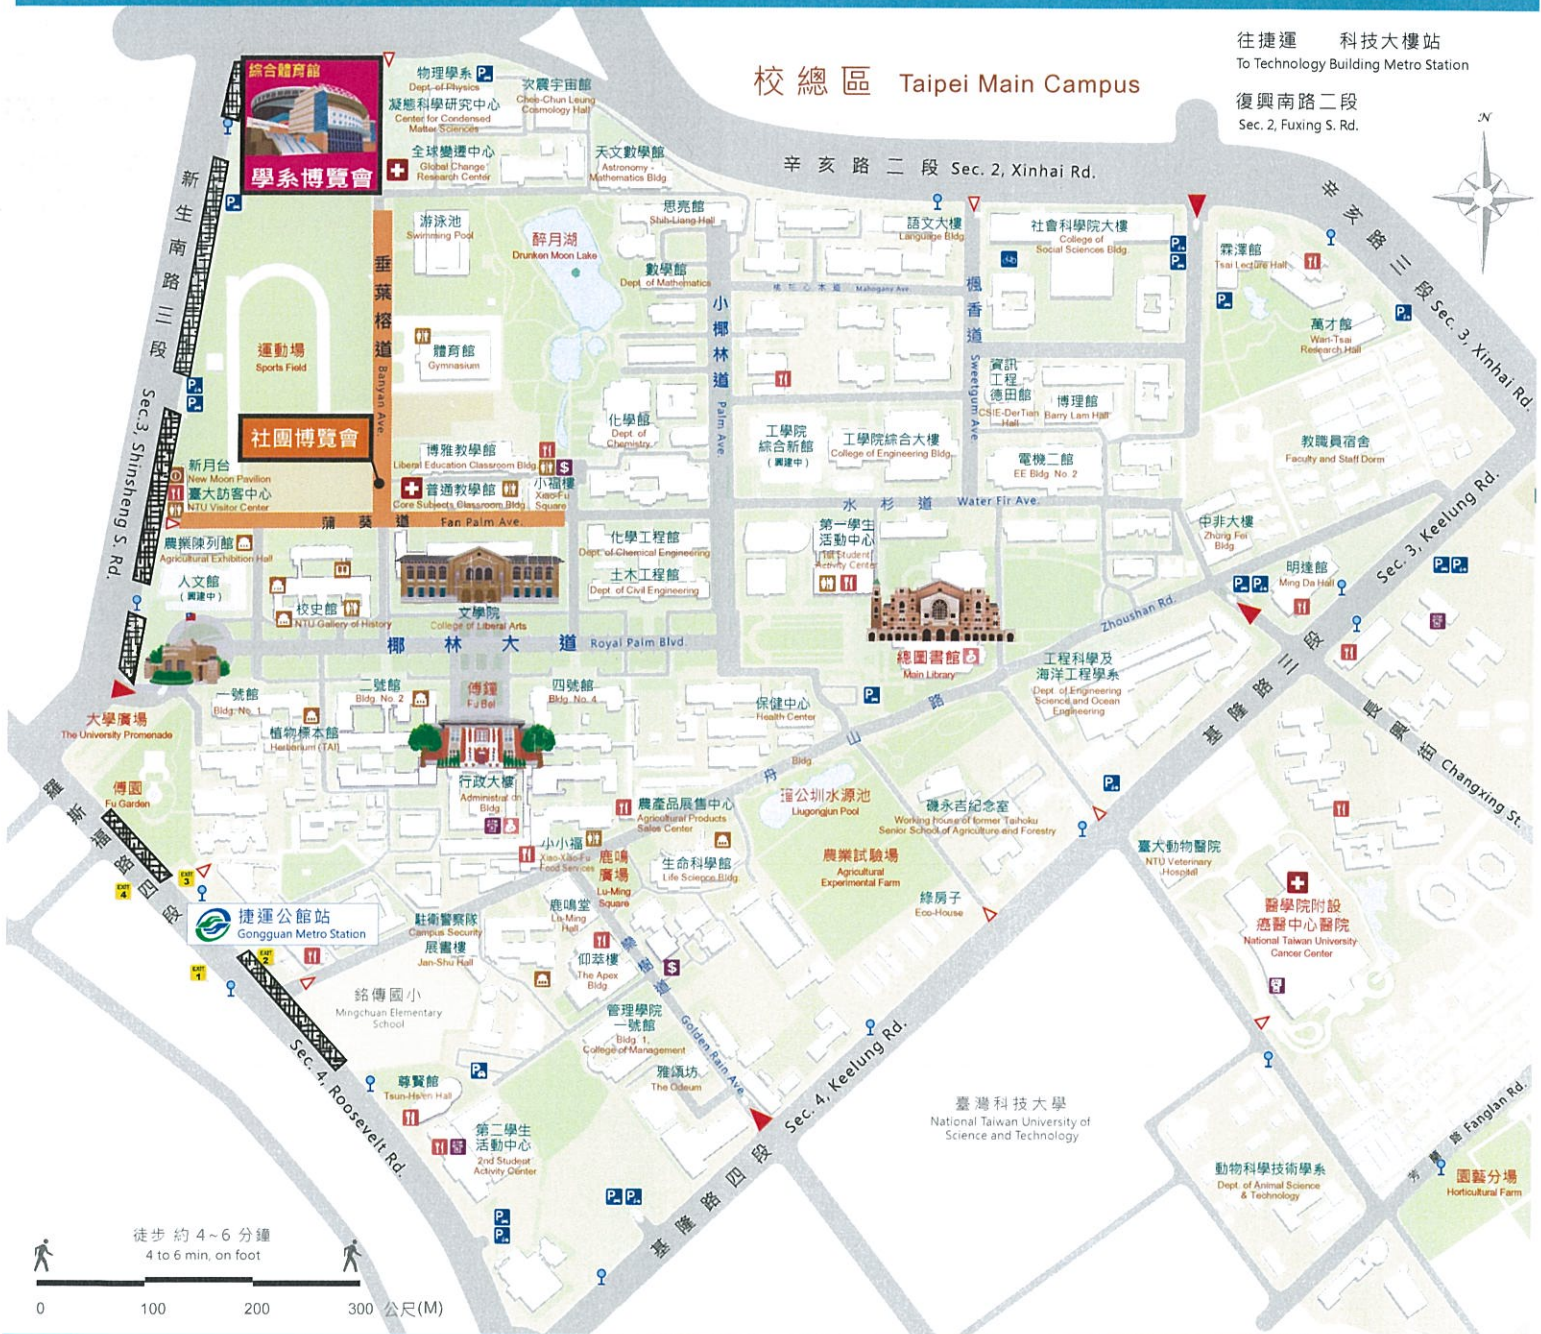 校總區 Taipei Main Campus
往捷運 科技大樓站
To Technology Building Metro Station
復興南路二段
Sec. 2, Fuxing S. Rd.
N
綜合體育館
學系博覽會
物理學系
Dept. of Physics
凝態科學研究中心
Center for Condensed
Matter Sciences
次震宇宙館
Chee-Chun Leung
Cosmology Hall
全球變遷中心
Global Change
Research Center
天文數學館
Astronomy -
Mathematics Bldg.
辛亥路二段 Sec. 2, Xinhai Rd.
辛亥路三段 Sec. 3, Xinhai Rd.
新生南路三段 Sec.3, Shinsheng S. Rd.
游泳池
Swimming Pool
醉月湖
Drunken Moon Lake
思亮館
Shih-Liang Hall
語文大樓
Language Bldg.
社會科學院大樓
College of
Social Sciences Bldg.
霖澤館
Tsai Lecture Hall
萬才館
Wan-Tsai
Research Hall
數學館
Dept. of Mathematics
桃花心木道 Mahogany Ave.
垂葉榕道 Banyan Ave.
小椰林道 Palm Ave.
楓香道 Sweetgum Ave.
運動場
Sports Field
體育館
Gymnasium
資訊
工程
德田館
CSIE-DerTian
Hall
博理館
Barry Lam Hall
化學館
Dept. of
Chemistry
工學院
綜合新館
(興建中)
工學院綜合大樓
College of Engineering Bldg.
電機二館
EE Bldg. No. 2
教職員宿舍
Faculty and Staff Dorm
社團博覽會
博雅教學館
Liberal Education Classroom Bldg.
普通教學館
Core Subjects Classroom Bldg.
小福樓
Xiao-Fu
Square
新月台
New Moon Pavilion
臺大訪客中心
NTU Visitor Center
蒲葵道 Fan Palm Ave.
水杉道 Water Fir Ave.
農業陳列館
Agricultural Exhibition Hall
人文館
(興建中)
校史館
NTU Gallery of History
文學院
College of Liberal Arts
化學工程館
Dept. of Chemical Engineering
土木工程館
Dept. of Civil Engineering
第一學生
活動中心
1st Student
Activity Center
中非大樓
Zhong Fei
Bldg
明達館
Ming Da Hall
基隆路三段 Sec. 3, Keelung Rd.
椰林大道 Royal Palm Blvd.
總圖書館
Main Library
舟山路 Zhoushan Rd.
工程科學及
海洋工程學系
Dept. of Engineering
Science and Ocean
Engineering
長興街 Changxing St.
大學廣場
The University Promenade
一號館
Bldg. No. 1
二號館
Bldg. No. 2
傅鐘
Fu Bell
四號館
Bldg. No. 4
保健中心
Health Center
植物標本館
Herbarium (TAI)
傅園
Fu Garden
行政大樓
Administration
Bldg.
Bldg.
瑠公圳水源池
Liugongjun Pool
磯永吉紀念室
Working house of former Taihoku
Senior School of Agriculture and Forestry
農產品展售中心
Agricultural Products
Sales Center
小小福
Xiao-Xiao-Fu
Food Services
鹿鳴
廣場
Lu-Ming
Square
生命科學館
Life Science Bldg.
農業試驗場
Agricultural
Experimental Farm
綠房子
Eco-House
臺大動物醫院
NTU Veterinary
Hospital
醫學院附設
癌醫中心醫院
National Taiwan University
Cancer Center
羅斯福路四段 Sec. 4, Roosevelt Rd.
EXIT
4
EXIT
3
EXIT
2
EXIT
1
捷運公館站
Gongguan Metro Station
駐衛警察隊
Campus Security
展書樓
Jan-Shu Hall
鹿鳴堂
Lu-Ming
Hall
仰萃樓
The Apex
Bldg
銘傳國小
Mingchuan Elementary
School
欒樹道 Golden Rain Ave.
管理學院
一號館
Bldg. 1,
College of Management
雅頌坊
The Odeum
尊賢館
Tsun-Hsien Hall
第二學生
活動中心
2nd Student
Activity Center
基隆路四段 Sec. 4, Keelung Rd.
臺灣科技大學
National Taiwan University of
Science and Technology
動物科學技術學系
Dept. of Animal Science
& Technology
芳蘭路 Fanglan Rd.
園藝分場
Horticultural Farm
徒步 約 4~6 分鐘
4 to 6 min. on foot
0 100 200 300 公尺(M)